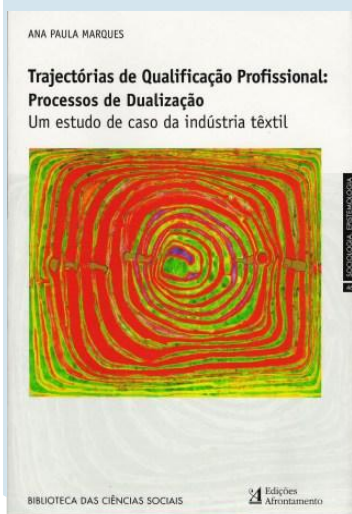 ANA PAULA MARQUES
Trajectórias de Qualificação Profissional:
Processos de Dualização
Um estudo de caso da indústria têxtil
SOCIOLOGIA, EPISTEMOLOGIA
BIBLIOTECA DAS CIÊNCIAS SOCIAIS
Edições
Afrontamento